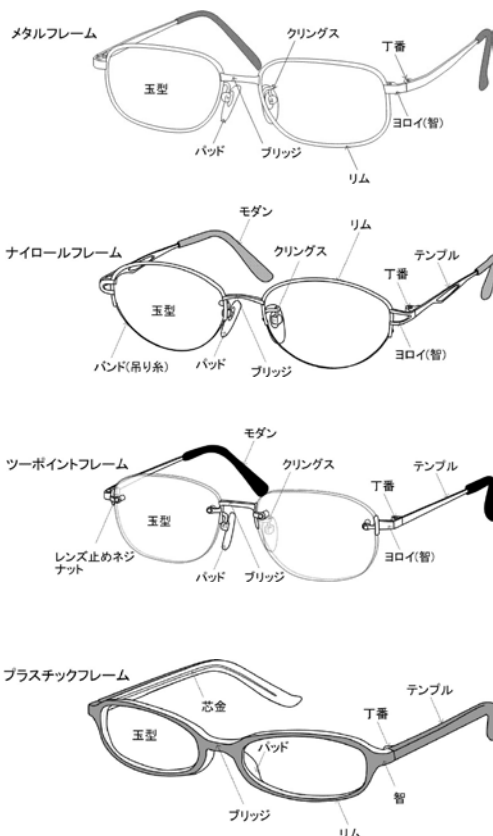 メタルフレーム
クリングス
丁番
玉型
ヨロイ(智)
パッド
ブリッジ
リム
モダン
リム
ナイロールフレーム
クリングス
テンプル
丁番
玉型
ヨロイ(智)
バンド(吊り糸)
パッド
ブリッジ
モダン
ツーポイントフレーム
クリングス
テンプル
丁番
玉型
レンズ止めネジ
ナット
ヨロイ(智)
パッド
ブリッジ
プラスチックフレーム
芯金
テンプル
丁番
玉型
パッド
智
ブリッジ
リム